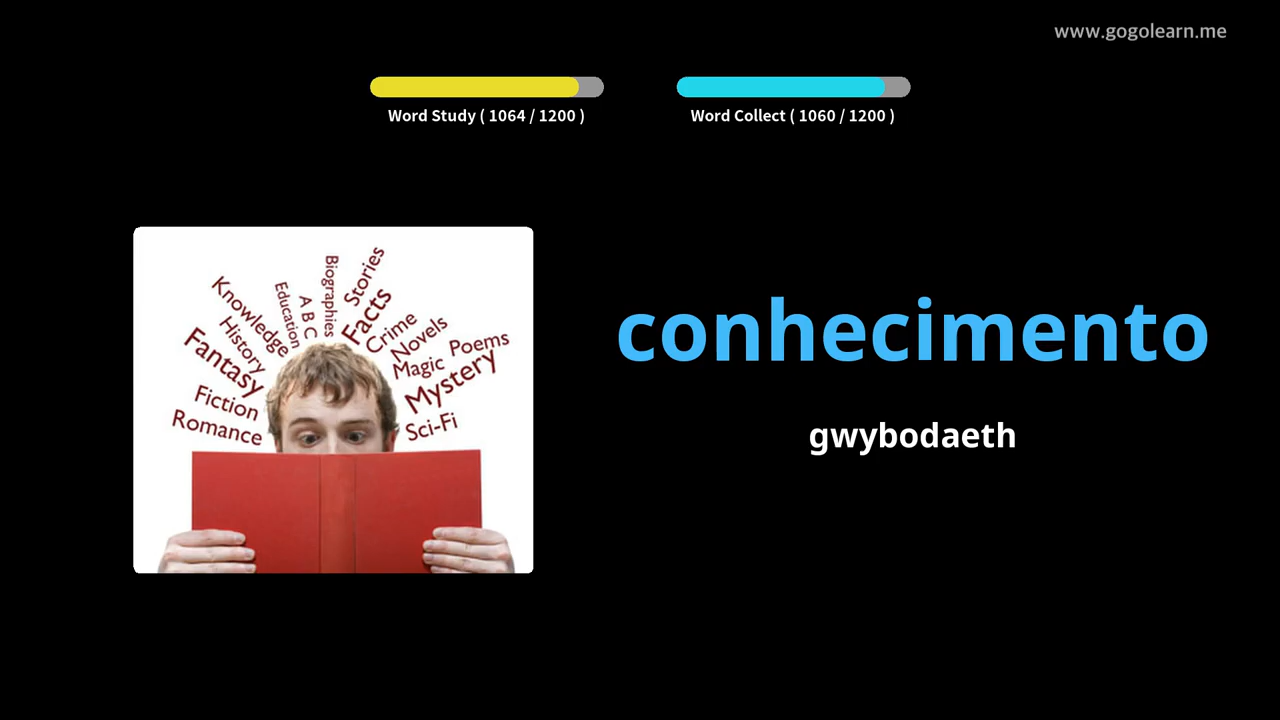 www.gogolearn.me
Word Study ( 1064 / 1200 )
Word Collect ( 1060 / 1200 )
Knowledge
Education
A B C
Biographies
Stories
Facts
Crime
Novels
Poems
Magic
Mystery
Sci-Fi
History
Fantasy
Fiction
Romance
conhecimento
gwybodaeth